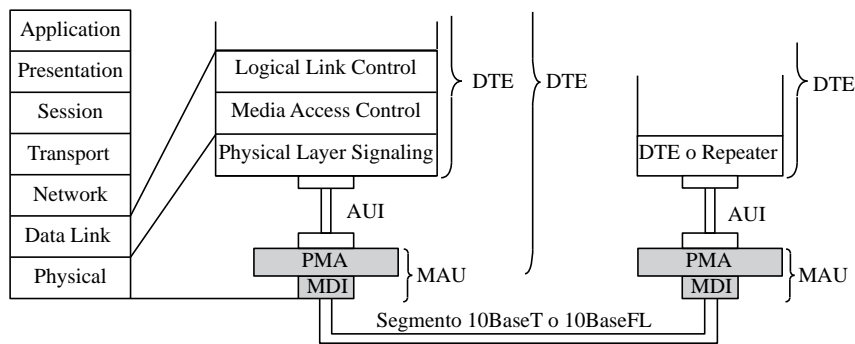 Application
Presentation
Session
Transport
Network
Data Link
Physical
Logical Link Control
Media Access Control
Physical Layer Signaling
DTE
DTE
AUI
PMA
MDI
MAU
DTE o Repeater
DTE
AUI
PMA
MDI
MAU
Segmento 10BaseT o 10BaseFL